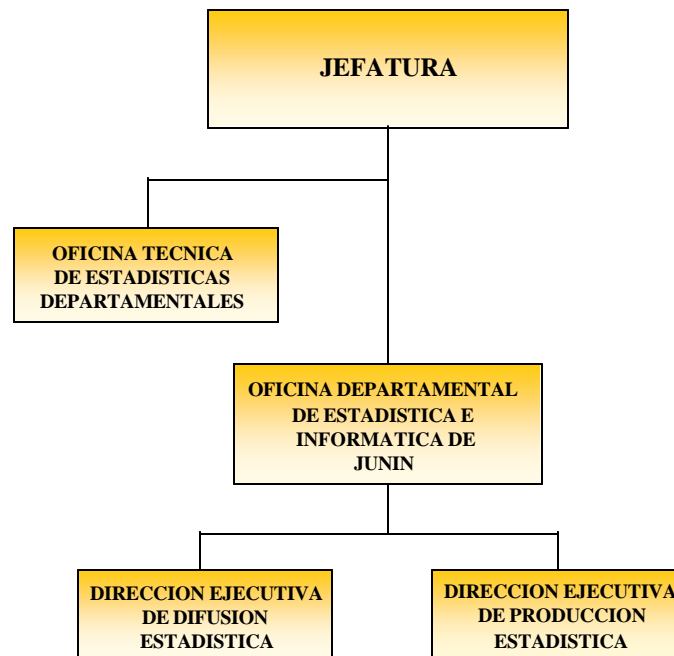 JEFATURA
OFICINA TECNICA
DE ESTADISTICAS
DEPARTAMENTALES
OFICINA DEPARTAMENTAL
DE ESTADISTICA E
INFORMATICA DE
JUNIN
DIRECCION EJECUTIVA
DE DIFUSION
ESTADISTICA
DIRECCION EJECUTIVA
DE PRODUCCION
ESTADISTICA